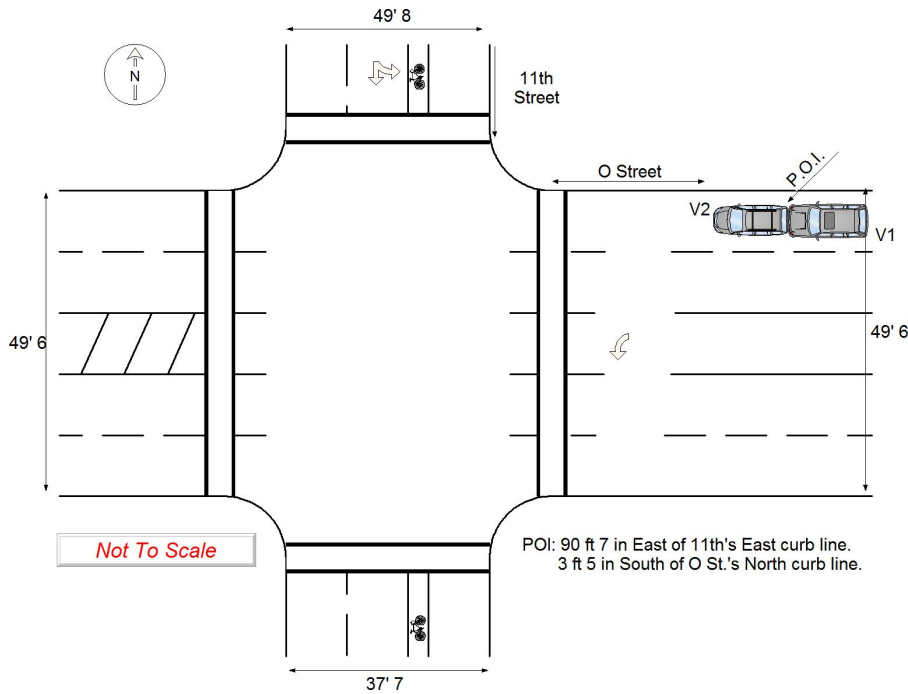 49' 8
N
11th
Street
O Street
P.O.I.
V2
V1
49' 6
49' 6
Not To Scale
POI: 90 ft 7 in East of 11th's East curb line.
3 ft 5 in South of O St.'s North curb line.
37' 7